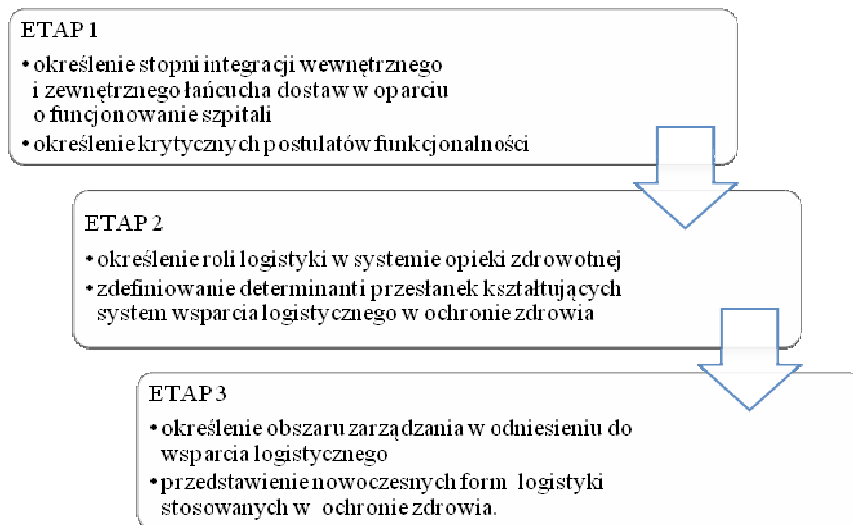 ETAP 1
• określenie stopni integracji wewnętrznego
i zewnętrznego łańcucha dostaw w oparciu
o funcjonowanie szpitali
• określenie krytycznych postulatów funkcjonalności
ETAP 2
• określenie roli logistyki w systemie opieki zdrowotnej
• zdefiniowanie determinant i przesłanek kształtujących
system wsparcia logistycznego w ochronie zdrowia
ETAP 3
• określenie obszaru zarządzania w odniesieniu do
wsparcia logistycznego
• przedstawienie nowoczesnych form logistyki
stosowanych w ochronie zdrowia.